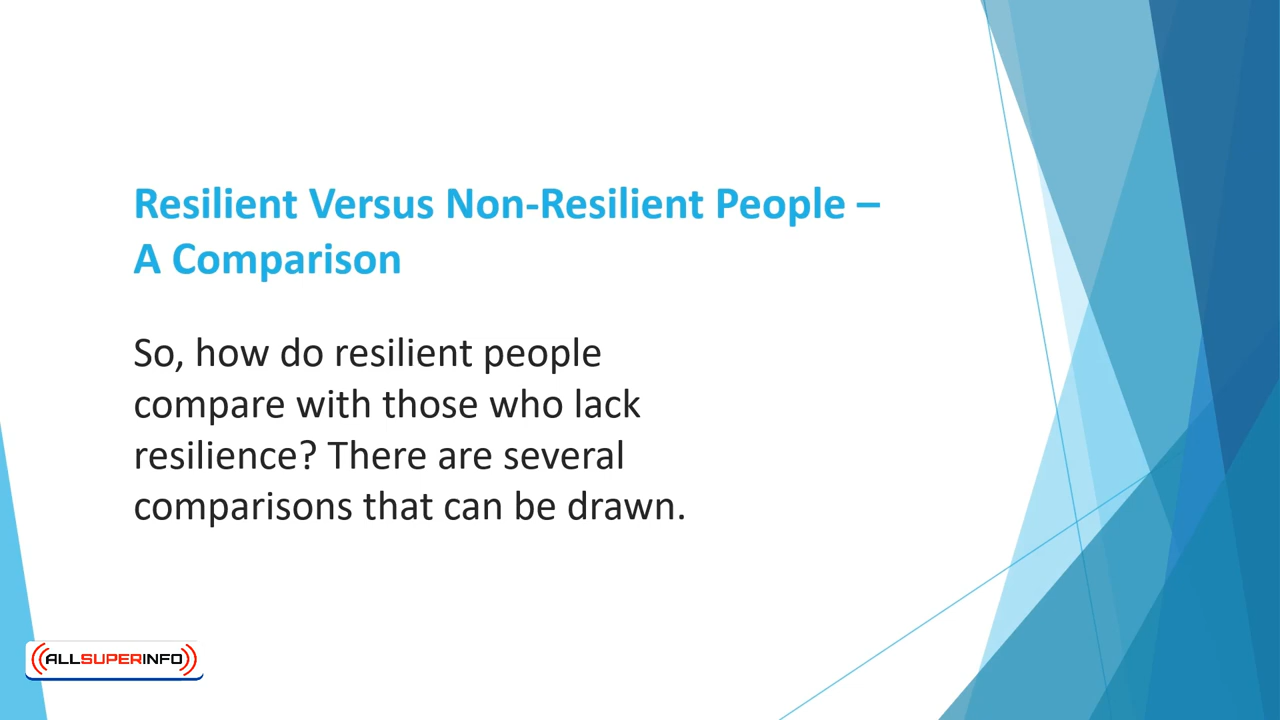 Resilient Versus Non-Resilient People –
A Comparison
So, how do resilient people
compare with those who lack
resilience? There are several
comparisons that can be drawn.
ALLSUPERINFO